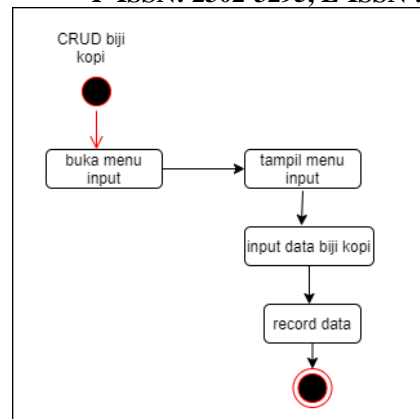 CRUD biji
kopi
buka menu
input
tampil menu
input
input data biji kopi
record data